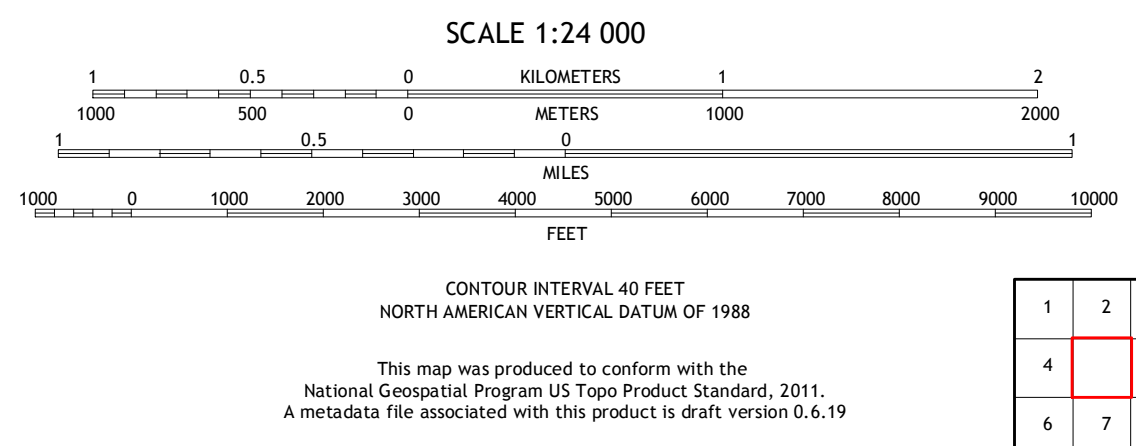 SCALE 1:24 000
1 0.5 0 KILOMETERS 1 2
1000 500 0 METERS 1000 2000
1 0.5 0 1
MILES
1000 0 1000 2000 3000 4000 5000 6000 7000 8000 9000 10000
FEET
CONTOUR INTERVAL 40 FEET
NORTH AMERICAN VERTICAL DATUM OF 1988
This map was produced to conform with the
National Geospatial Program US Topo Product Standard, 2011.
A metadata file associated with this product is draft version 0.6.19
1 2
4
6 7